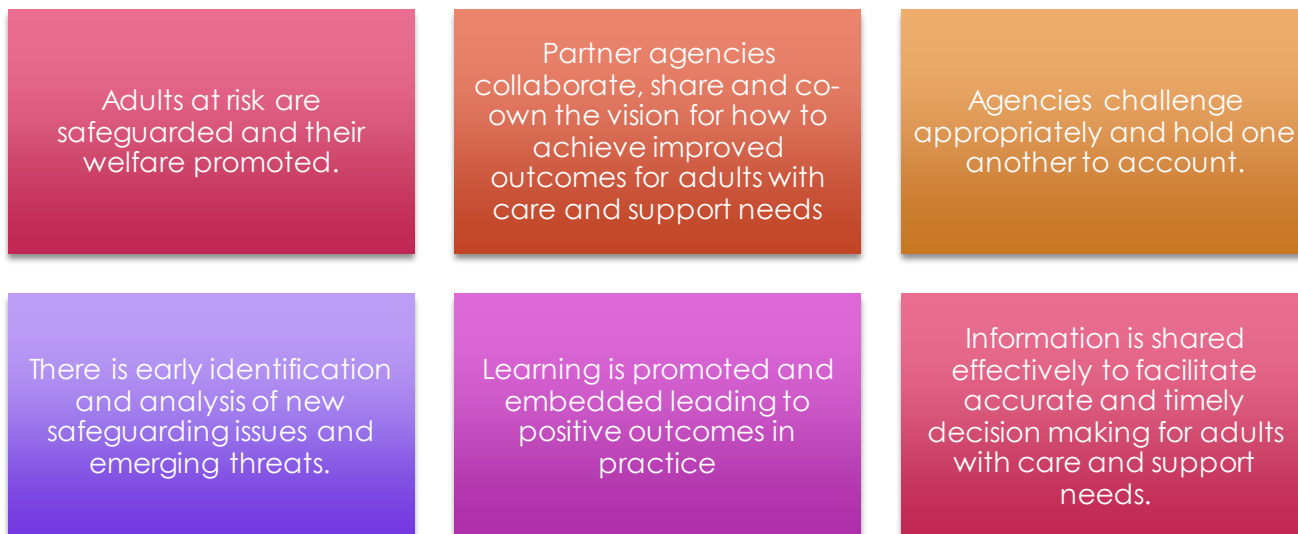 Adults at risk are
safeguarded and their
welfare promoted.
Partner agencies
collaborate, share and co-
own the vision for how to
achieve improved
outcomes for adults with
care and support needs
Agencies challenge
appropriately and hold one
another to account.
There is early identification
and analysis of new
safeguarding issues and
emerging threats.
Learning is promoted and
embedded leading to
positive outcomes in
practice
Information is shared
effectively to facilitate
accurate and timely
decision making for adults
with care and support
needs.